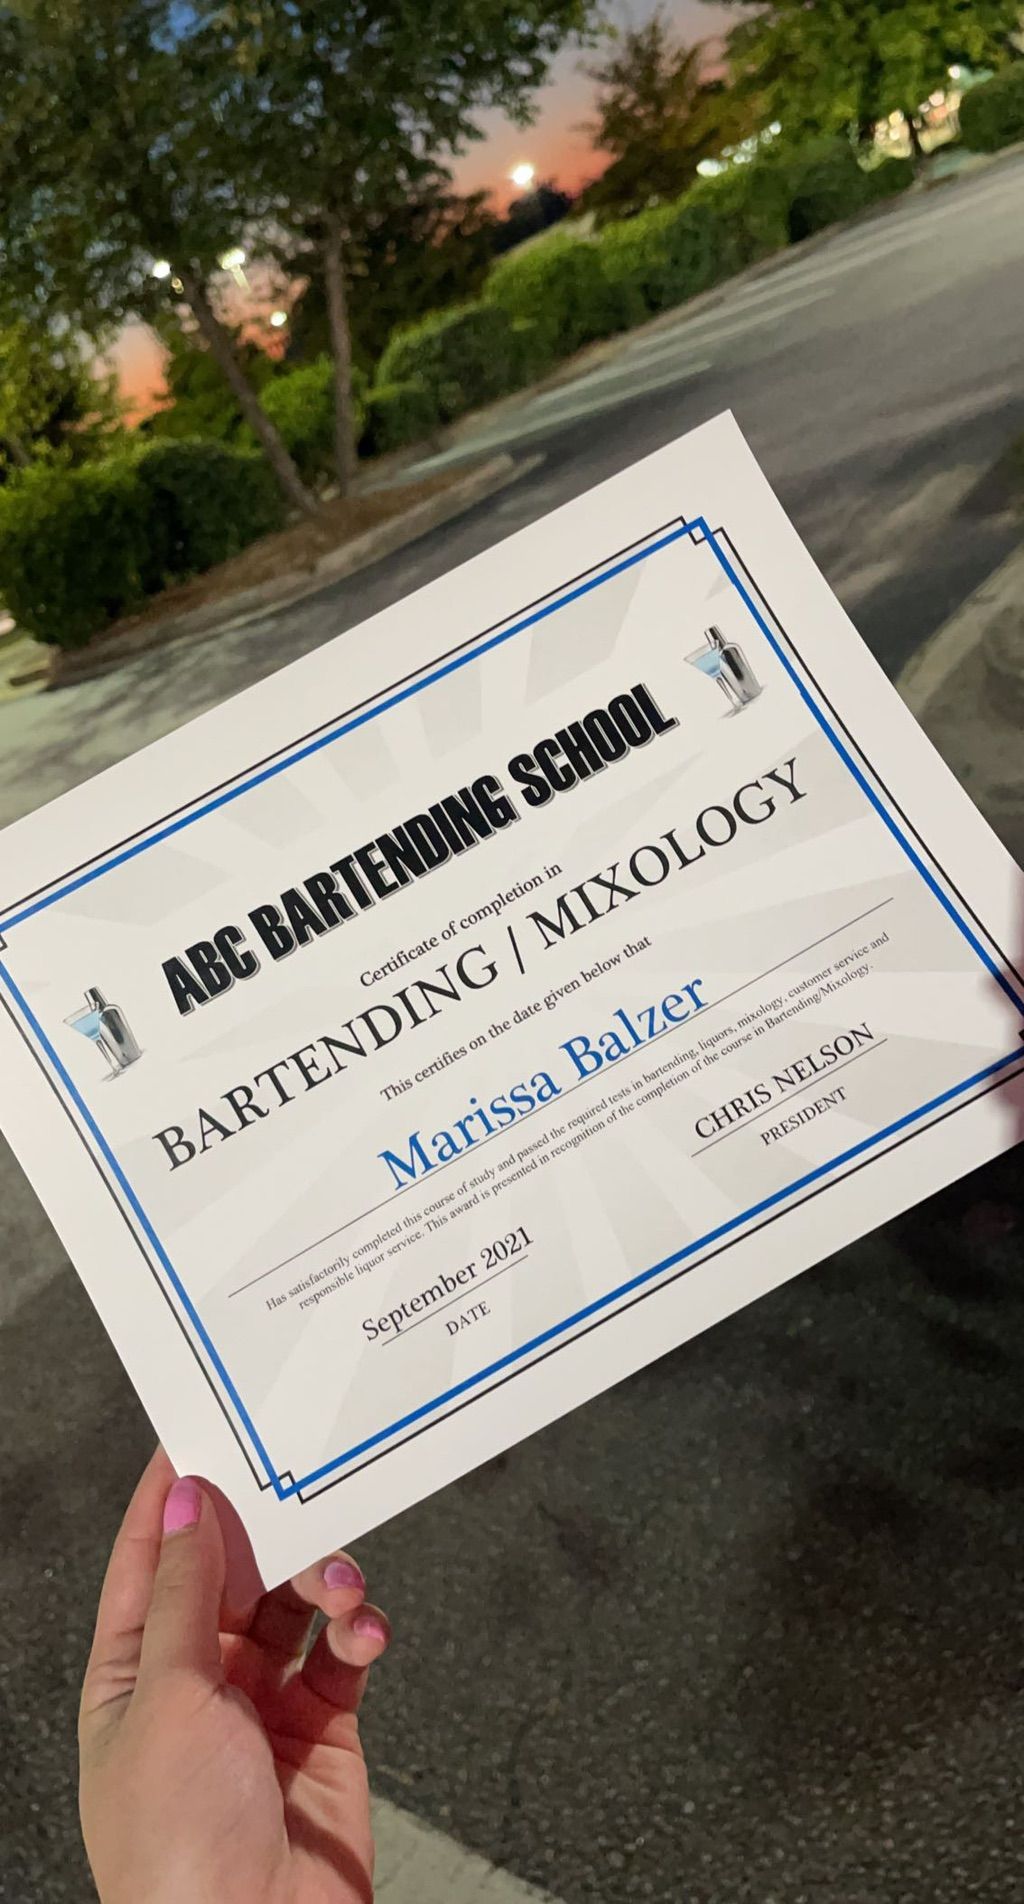 ABC BARTENDING SCHOOL
Certificate of completion in
BARTENDING / MIXOLOGY
This certifies on the date given below that
Marissa Balzer
Has satisfactorily completed this course of study and passed the required tests in bartending, liquors, mixology, customer service and
responsible liquor service. This award is presented in recognition of the completion of the course in Bartending/Mixology.
September 2021
DATE
CHRIS NELSON
PRESIDENT